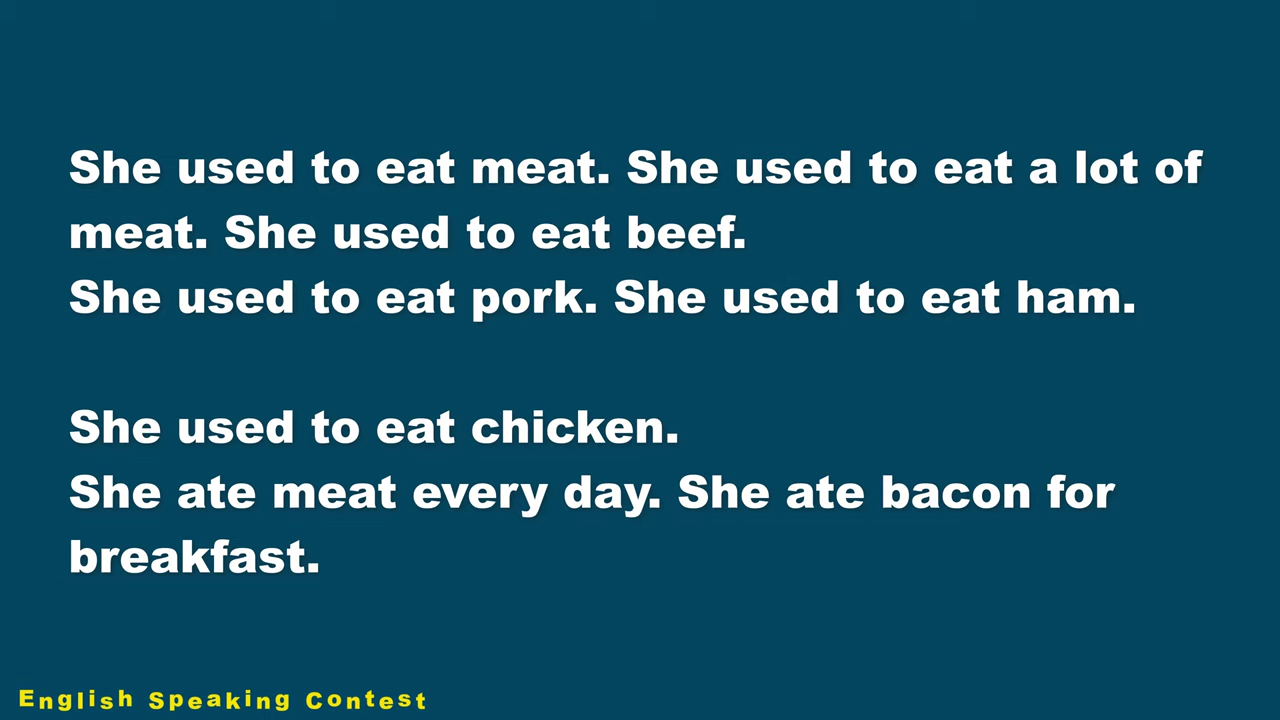 She used to eat meat. She used to eat a lot of
meat. She used to eat beef.
She used to eat pork. She used to eat ham.
She used to eat chicken.
She ate meat every day. She ate bacon for
breakfast.
English Speaking Contest